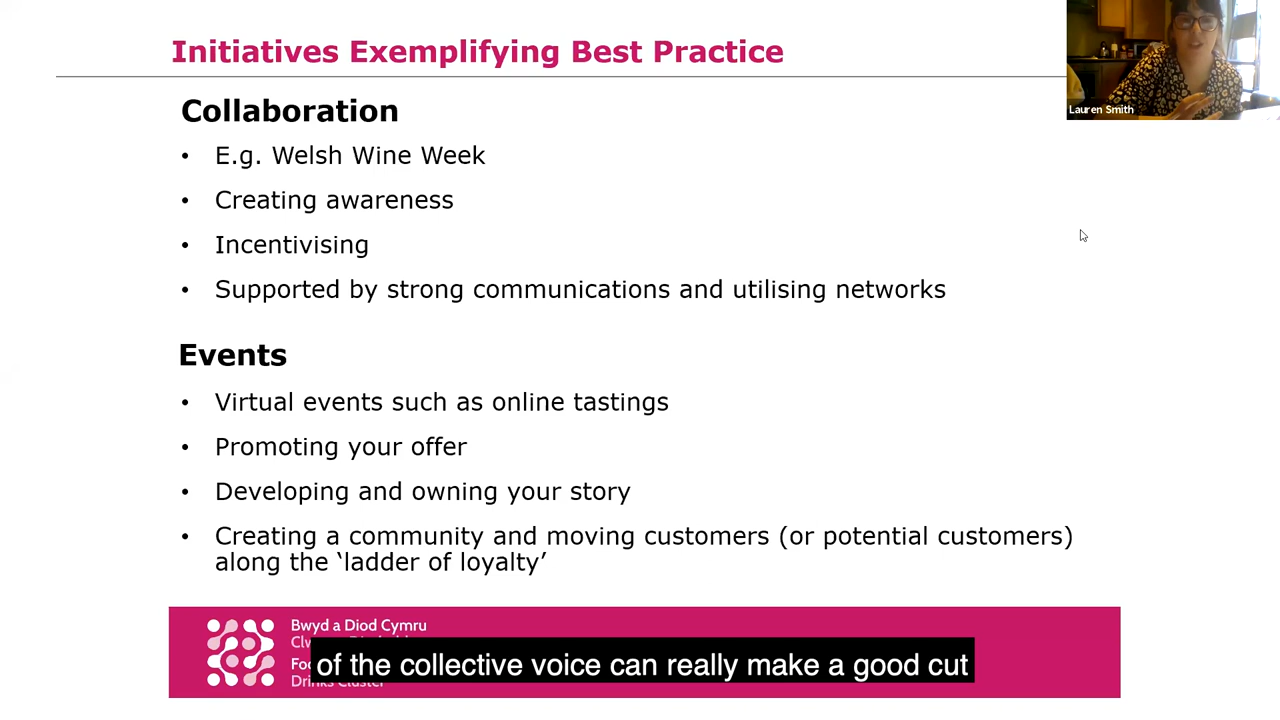 Initiatives Exemplifying Best Practice
Lauren Smith
Collaboration
• E.g. Welsh Wine Week
• Creating awareness
• Incentivising
• Supported by strong communications and utilising networks
Events
• Virtual events such as online tastings
• Promoting your offer
• Developing and owning your story
• Creating a community and moving customers (or potential customers)
along the ‘ladder of loyalty’
Bwyd a Diod Cymru
of the collective voice can really make a good cut
Drinks Cluster